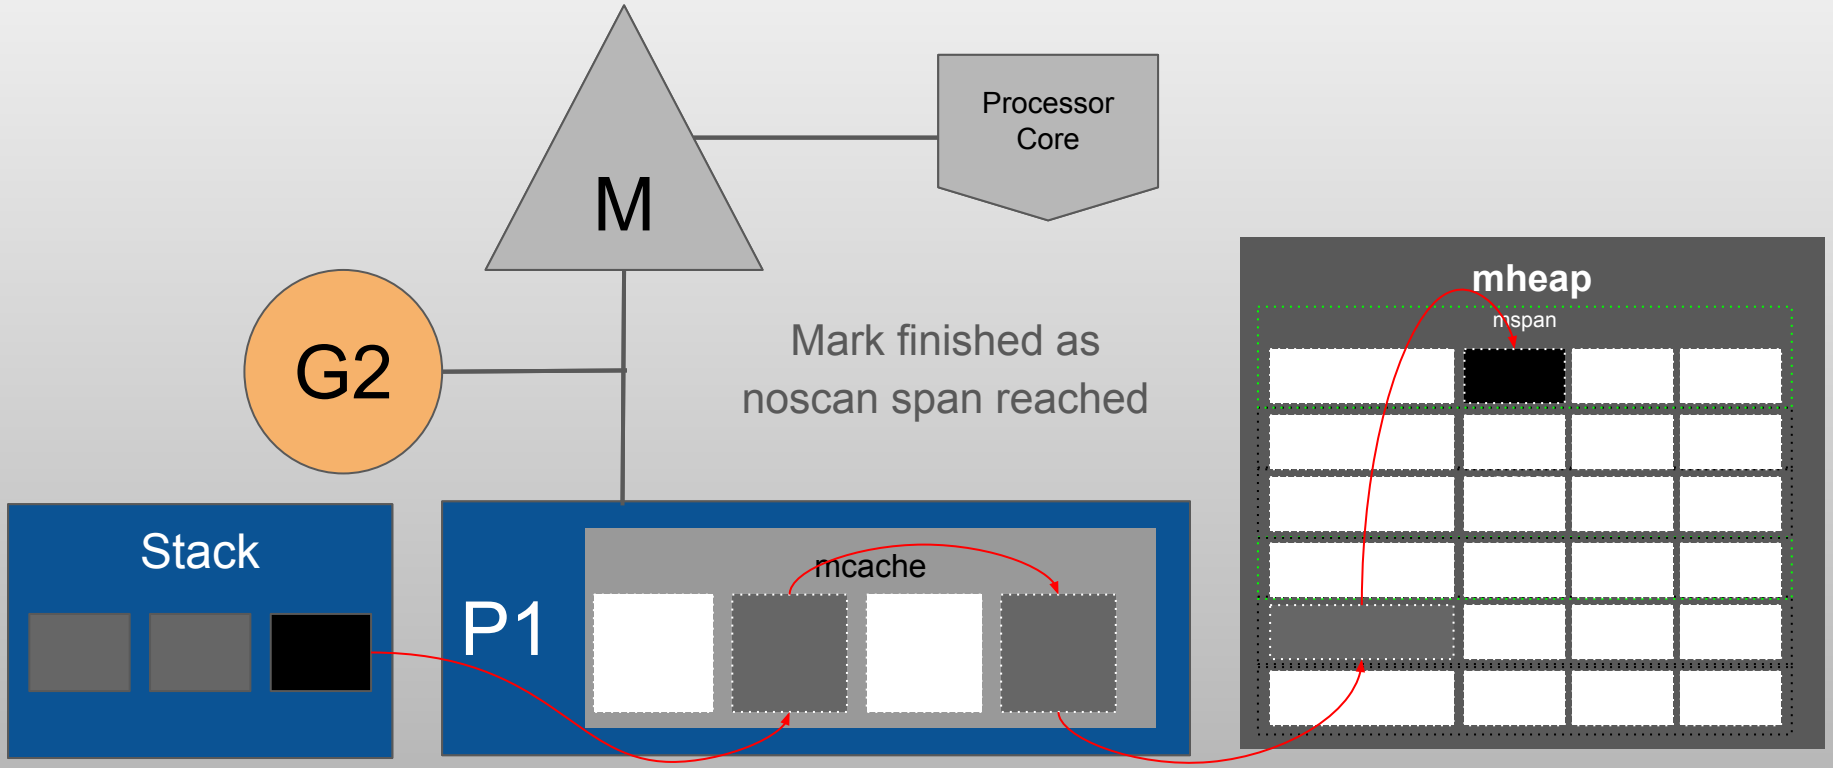 Processor
Core
M
mheap
mspan
G2
Mark finished as
noscan span reached
Stack
mcache
P1